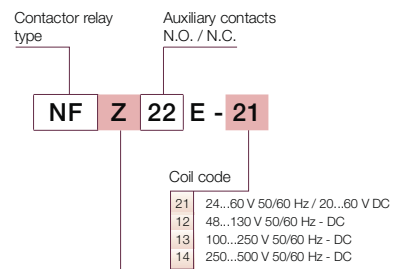 Contactor relay type
Auxiliary contacts N.O. / N.C.
NF Z 22 E - 21
Coil code
21 24...60 V 50/60 Hz / 20...60 V DC
12 48...130 V 50/60 Hz - DC
13 100...250 V 50/60 Hz - DC
14 250...500 V 50/60 Hz - DC